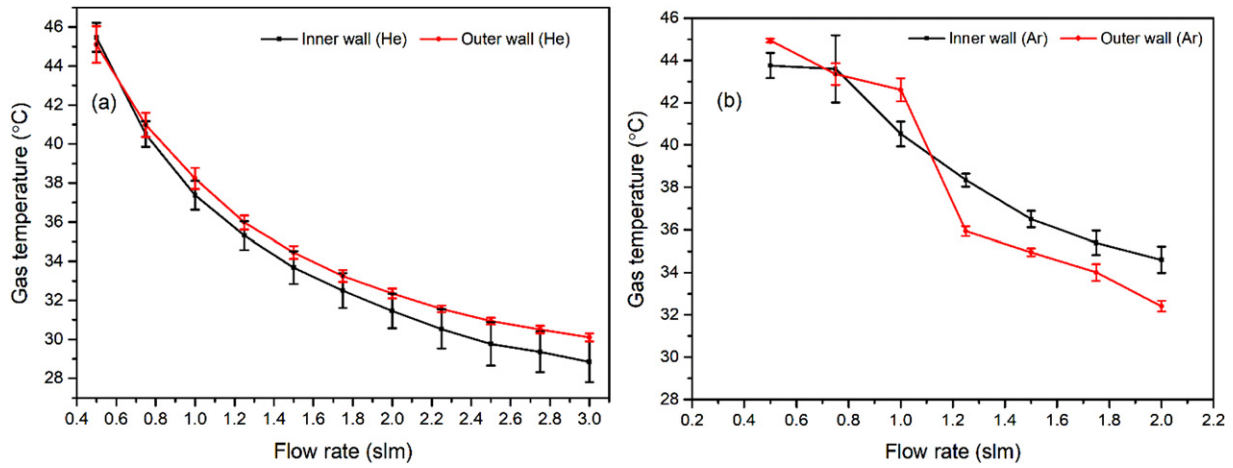 46
44
42
40
38
36
34
32
30
28
Gas temperature (°C)
Inner wall (He) Outer wall (He)
(a)
0.4 0.6 0.8 1.0 1.2 1.4 1.6 1.8 2.0 2.2 2.4 2.6 2.8 3.0
Flow rate (slm)
46
44
42
40
38
36
34
32
30
28
Gas temperature (°C)
Inner wall (Ar) Outer wall (Ar)
(b)
0.2 0.4 0.6 0.8 1.0 1.2 1.4 1.6 1.8 2.0 2.2
Flow rate (slm)